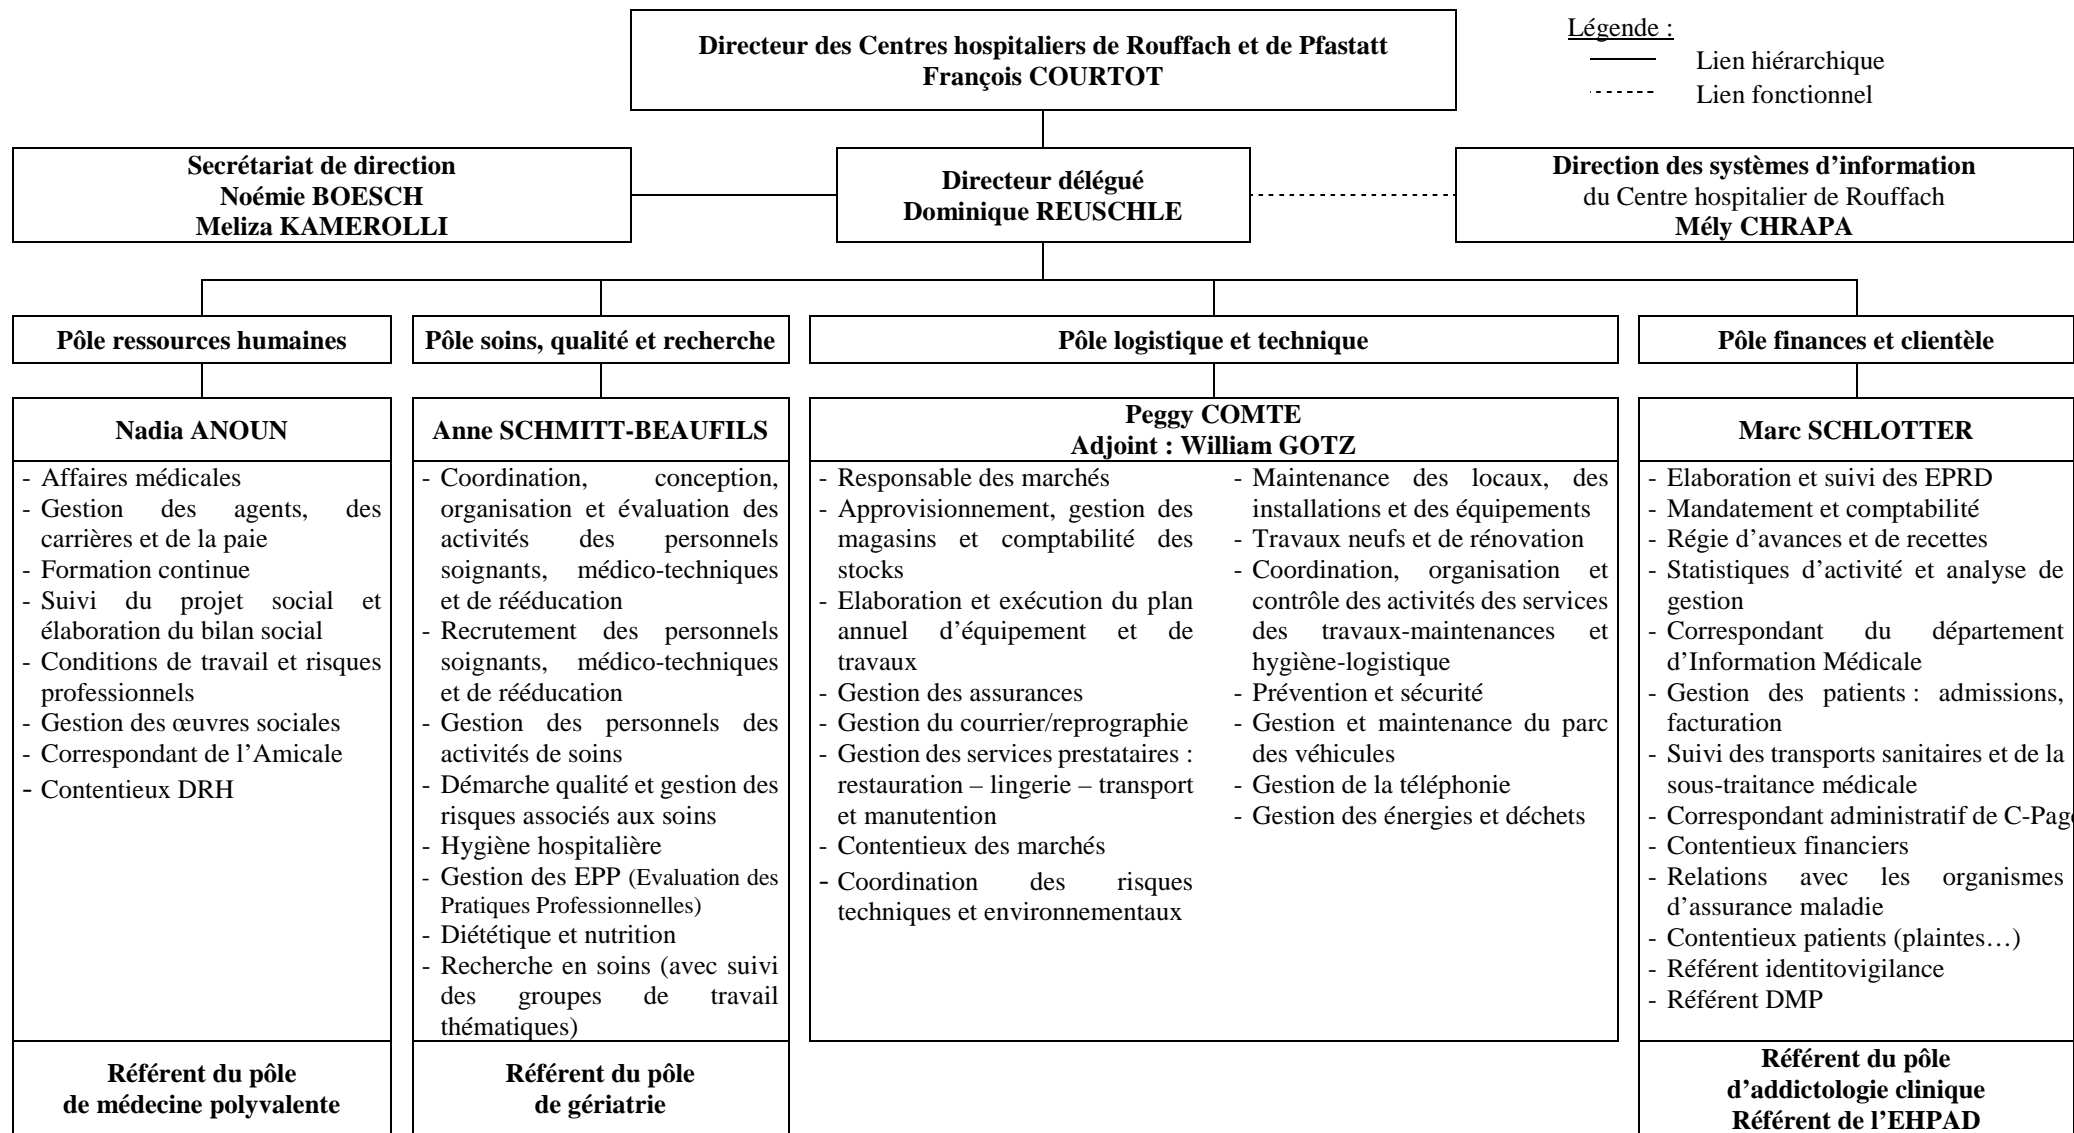 Directeur des Centres hospitaliers de Rouffach et de Pfastatt
François COURTOT
Légende :
Lien hiérarchique
Lien fonctionnel
Secrétariat de direction
Noémie BOESCH
Meliza KAMEROLLI
Directeur délégué
Dominique REUSCHLE
Direction des systèmes d’information
du Centre hospitalier de Rouffach
Mély CHRAPA
Pôle ressources humaines
Nadia ANOUN
- Affaires médicales
- Gestion des agents, des
carrières et de la paie
- Formation continue
- Suivi du projet social et
élaboration du bilan social
- Conditions de travail et risques
professionnels
- Gestion des œuvres sociales
- Correspondant de l’Amicale
- Contentieux DRH
Référent du pôle
de médecine polyvalente
Pôle soins, qualité et recherche
Anne SCHMITT-BEAUFILS
- Coordination, conception,
organisation et évaluation des
activités des personnels
soignants, médico-techniques
et de rééducation
- Recrutement des personnels
soignants, médico-techniques
et de rééducation
- Gestion des personnels des
activités de soins
- Démarche qualité et gestion des
risques associés aux soins
- Hygiène hospitalière
- Gestion des EPP (Evaluation des
Pratiques Professionnelles)
- Diététique et nutrition
- Recherche en soins (avec suivi
des groupes de travail
thématiques)
Référent du pôle
de gériatrie
Pôle logistique et technique
Peggy COMTE
Adjoint : William GOTZ
- Responsable des marchés
- Approvisionnement, gestion des
magasins et comptabilité des
stocks
- Elaboration et exécution du plan
annuel d’équipement et de
travaux
- Gestion des assurances
- Gestion du courrier/reprographie
- Gestion des services prestataires :
restauration – lingerie – transport
et manutention
- Contentieux des marchés
- Coordination des risques
techniques et environnementaux
- Maintenance des locaux, des
installations et des équipements
- Travaux neufs et de rénovation
- Coordination, organisation et
contrôle des activités des services
des travaux-maintenances et
hygiène-logistique
- Prévention et sécurité
- Gestion et maintenance du parc
des véhicules
- Gestion de la téléphonie
- Gestion des énergies et déchets
Pôle finances et clientèle
Marc SCHLOTTER
- Elaboration et suivi des EPRD
- Mandatement et comptabilité
- Régie d’avances et de recettes
- Statistiques d’activité et analyse de
gestion
- Correspondant du département
d’Information Médicale
- Gestion des patients : admissions,
facturation
- Suivi des transports sanitaires et de la
sous-traitance médicale
- Correspondant administratif de C-Page
- Contentieux financiers
- Relations avec les organismes
d’assurance maladie
- Contentieux patients (plaintes…)
- Référent identitovigilance
- Référent DMP
Référent du pôle
d’addictologie clinique
Référent de l’EHPAD